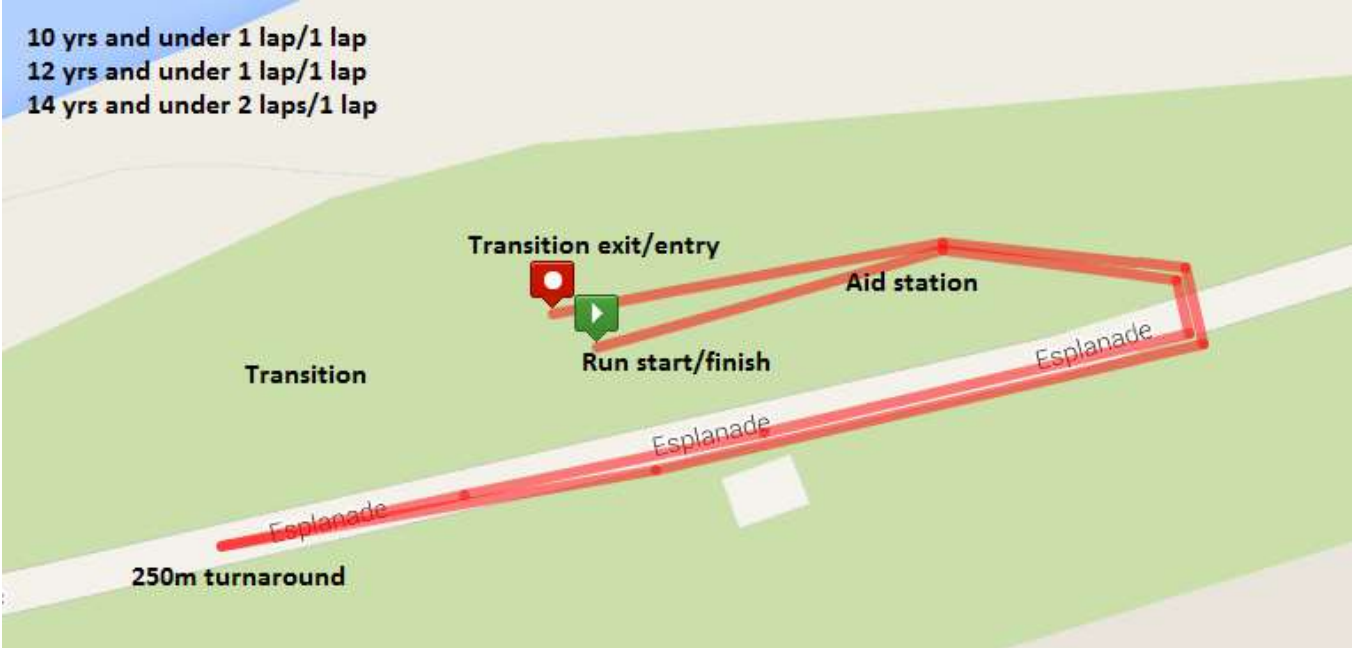 10 yrs and under 1 lap/1 lap
12 yrs and under 1 lap/1 lap
14 yrs and under 2 laps/1 lap
Transition exit/entry
Aid station
Run start/finish
Esplanade
Transition
Esplanade
Esplanade
250m turnaround